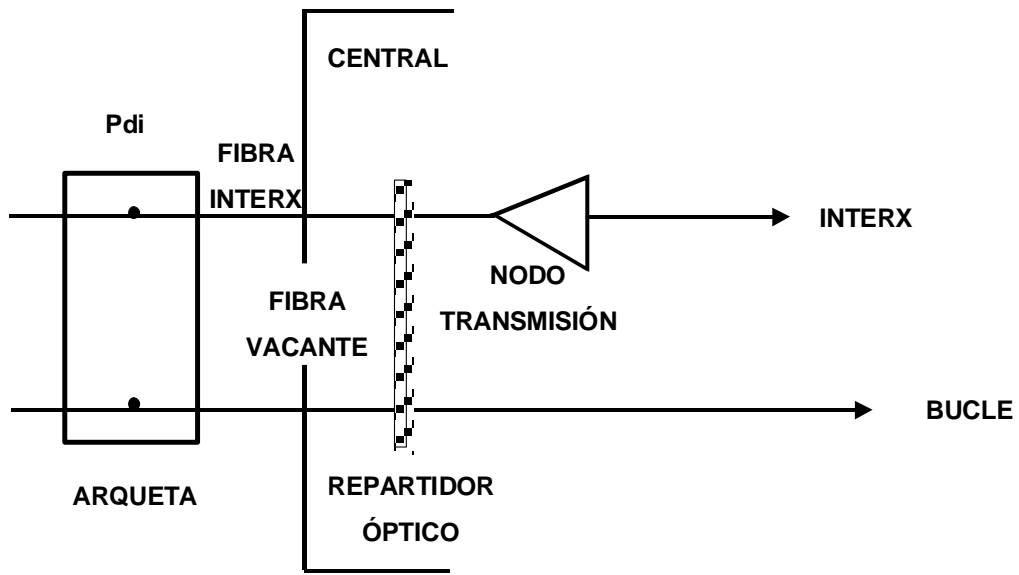 CENTRAL
Pdi
FIBRA
INTERX
INTERX
NODO
TRANSMISIÓN
FIBRA
VACANTE
BUCLE
ARQUETA
REPARTIDOR
ÓPTICO